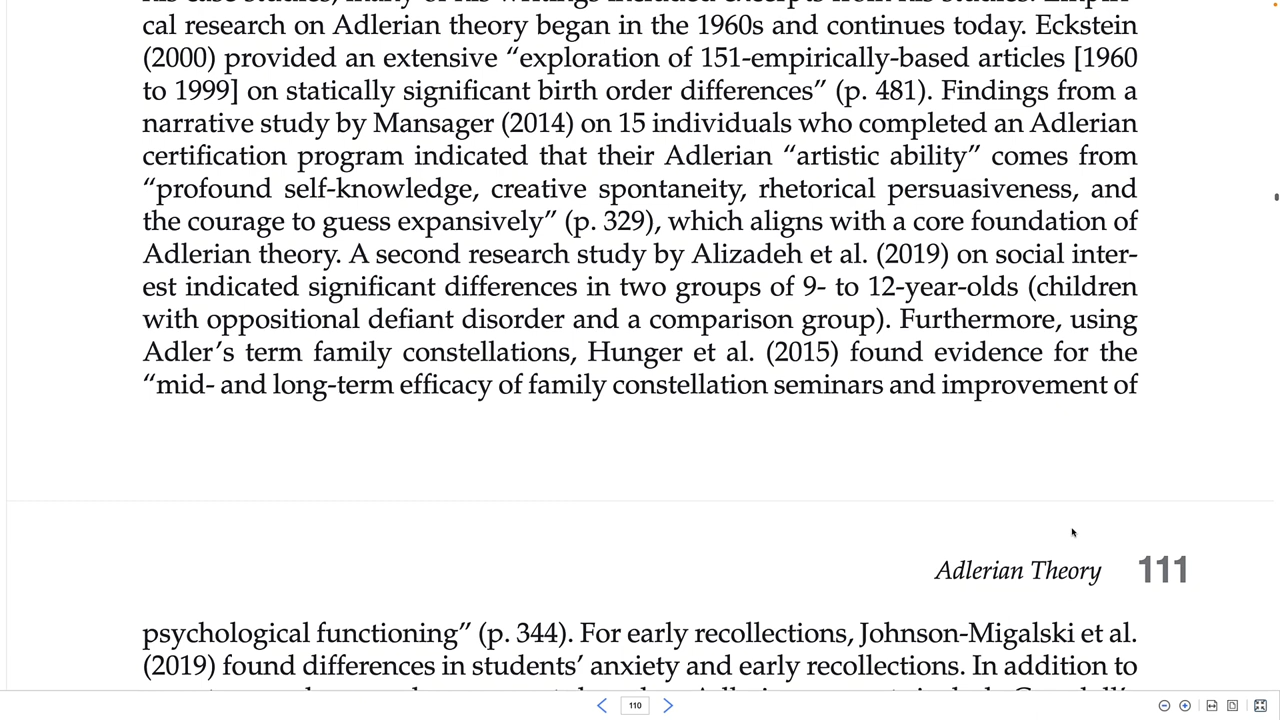 cal research on Adlerian theory began in the 1960s and continues today. Eckstein
(2000) provided an extensive “exploration of 151-empirically-based articles [1960
to 1999] on statically significant birth order differences” (p. 481). Findings from a
narrative study by Mansager (2014) on 15 individuals who completed an Adlerian
certification program indicated that their Adlerian “artistic ability” comes from
“profound self-knowledge, creative spontaneity, rhetorical persuasiveness, and
the courage to guess expansively” (p. 329), which aligns with a core foundation of
Adlerian theory. A second research study by Alizadeh et al. (2019) on social inter-
est indicated significant differences in two groups of 9- to 12-year-olds (children
with oppositional defiant disorder and a comparison group). Furthermore, using
Adler’s term family constellations, Hunger et al. (2015) found evidence for the
“mid- and long-term efficacy of family constellation seminars and improvement of
Adlerian Theory 111
psychological functioning” (p. 344). For early recollections, Johnson-Migalski et al.
(2019) found differences in students’ anxiety and early recollections. In addition to
110